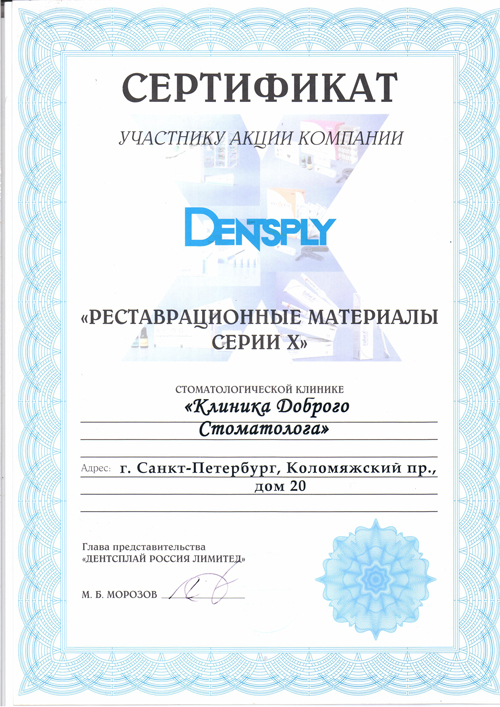 СЕРТИФИКАТ
УЧАСТНИКУ АКЦИИ КОМПАНИИ
DENTSPLY
«РЕСТАВРАЦИОННЫЕ МАТЕРИАЛЫ
СЕРИИ X»
СТОМАТОЛОГИЧЕСКОЙ КЛИНИКЕ
«Клиника Доброго
Стоматолога»
Адрес: г. Санкт-Петербург, Коломяжский пр.,
дом 20
Глава представительства
«ДЕНТСПЛАЙ РОССИЯ ЛИМИТЕД»
М. Б. МОРОЗОВ